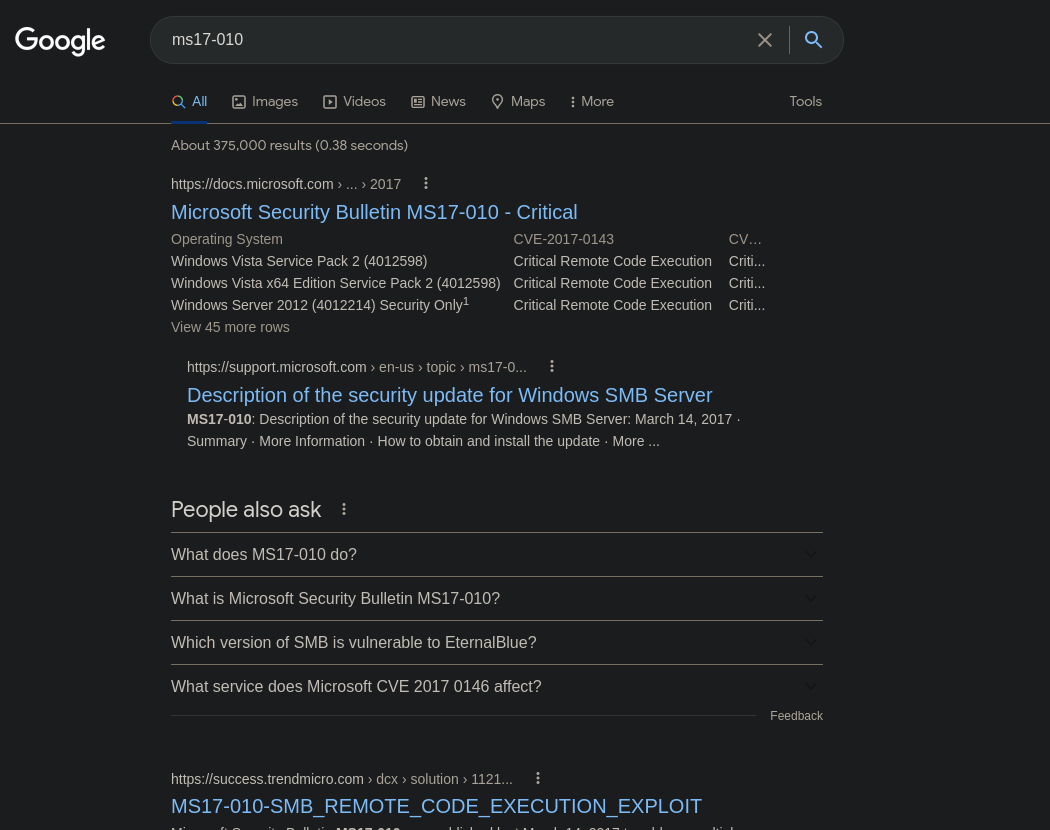 Google
ms17-010
All Images Videos News Maps More Tools
About 375,000 results (0.38 seconds)
https://docs.microsoft.com › ... › 2017
Microsoft Security Bulletin MS17-010 - Critical
Operating System CVE-2017-0143 CV...
Windows Vista Service Pack 2 (4012598) Critical Remote Code Execution Criti...
Windows Vista x64 Edition Service Pack 2 (4012598) Critical Remote Code Execution Criti...
Windows Server 2012 (4012214) Security Only1 Critical Remote Code Execution Criti...
View 45 more rows
https://support.microsoft.com › en-us › topic › ms17-0...
Description of the security update for Windows SMB Server
MS17-010: Description of the security update for Windows SMB Server: March 14, 2017 ·
Summary · More Information · How to obtain and install the update · More ...
People also ask
What does MS17-010 do?
What is Microsoft Security Bulletin MS17-010?
Which version of SMB is vulnerable to EternalBlue?
What service does Microsoft CVE 2017 0146 affect?
Feedback
https://success.trendmicro.com › dcx › solution › 1121...
MS17-010-SMB_REMOTE_CODE_EXECUTION_EXPLOIT